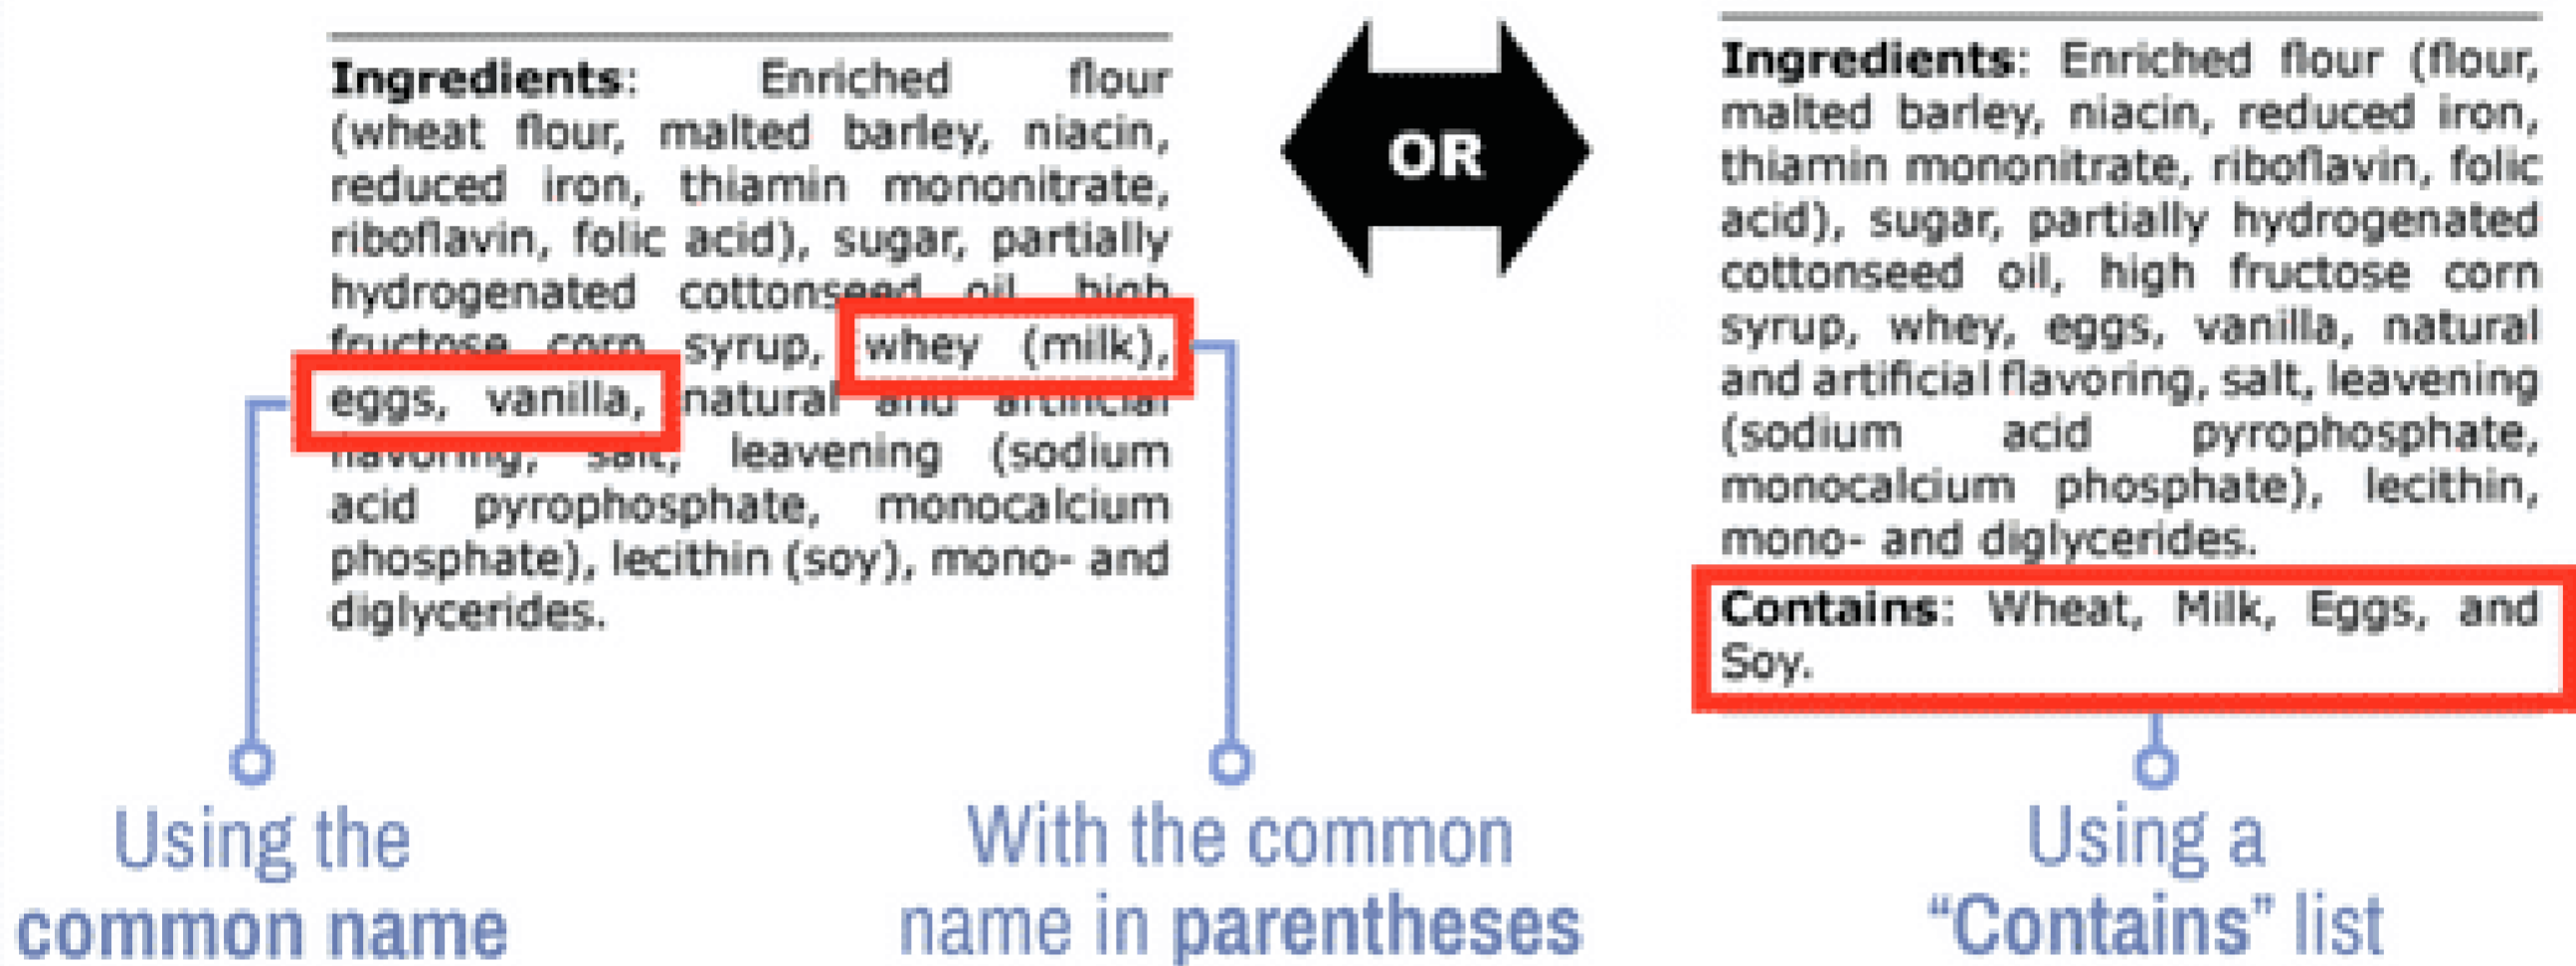 Ingredients: Enriched flour
(wheat flour, malted barley, niacin,
reduced iron, thiamin mononitrate,
riboflavin, folic acid), sugar, partially
hydrogenated cottonseed oil, high
fructose corn syrup, whey (milk),
eggs, vanilla, natural and artificial
flavoring, salt, leavening (sodium
acid pyrophosphate, monocalcium
phosphate), lecithin (soy), mono- and
diglycerides.
OR
Ingredients: Enriched flour (flour,
malted barley, niacin, reduced iron,
thiamin mononitrate, riboflavin, folic
acid), sugar, partially hydrogenated
cottonseed oil, high fructose corn
syrup, whey, eggs, vanilla, natural
and artificial flavoring, salt, leavening
(sodium acid pyrophosphate,
monocalcium phosphate), lecithin,
mono- and diglycerides.
Contains: Wheat, Milk, Eggs, and
Soy.
Using the
common name
With the common
name in parentheses
Using a
“Contains” list